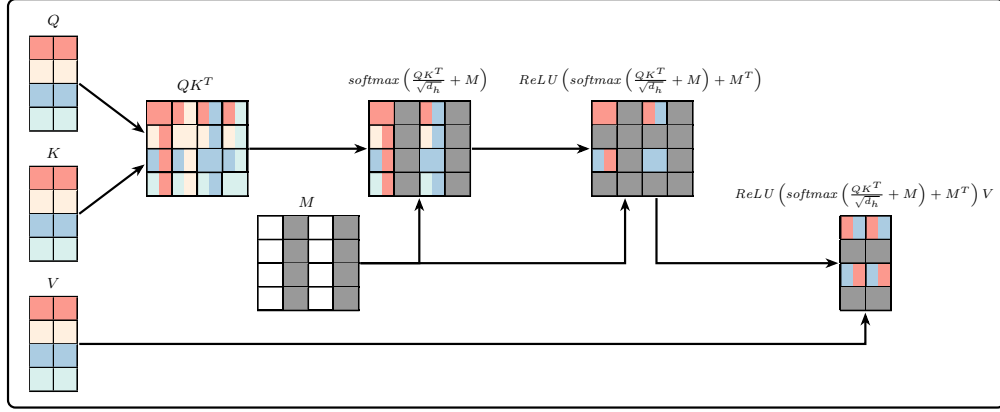 Q
K
V
QK^T
M
softmax (QK^T/√d_h + M)
ReLU (softmax (QK^T/√d_h + M) + M^T)
ReLU (softmax (QK^T/√d_h + M) + M^T) V